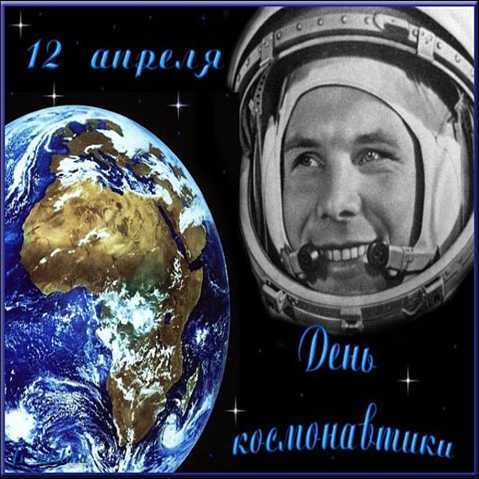 12 апреля
День
космонавтики